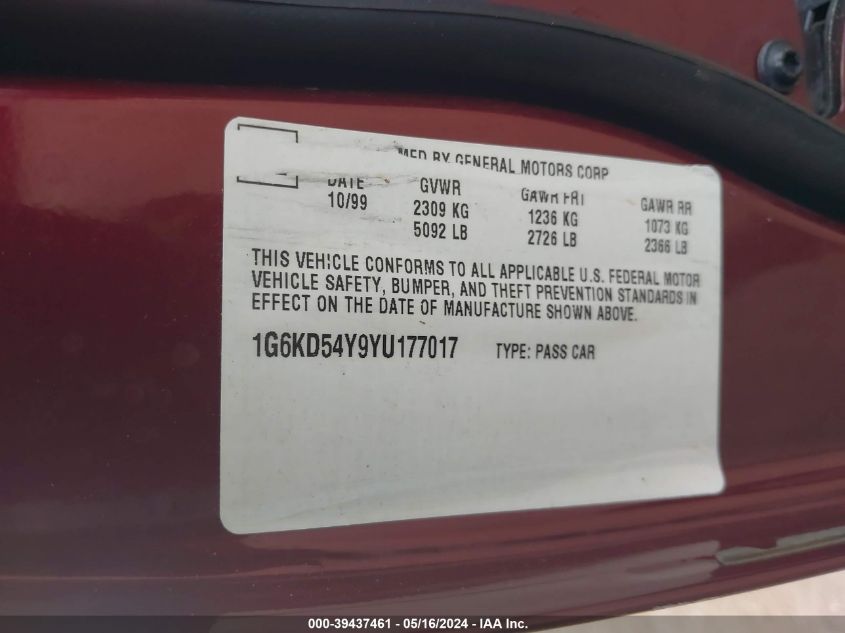 MFD BY GENERAL MOTORS CORP
DATE GVWR GAWR FRT GAWR RR
10/99 2309 KG 1236 KG 1073 KG
5092 LB 2726 LB 2366 LB
THIS VEHICLE CONFORMS TO ALL APPLICABLE U.S. FEDERAL MOTOR
VEHICLE SAFETY, BUMPER, AND THEFT PREVENTION STANDARDS IN
EFFECT ON THE DATE OF MANUFACTURE SHOWN ABOVE.
1G6KD54Y9YU177017 TYPE: PASS CAR
000-39437461 - 05/16/2024 - IAA Inc.